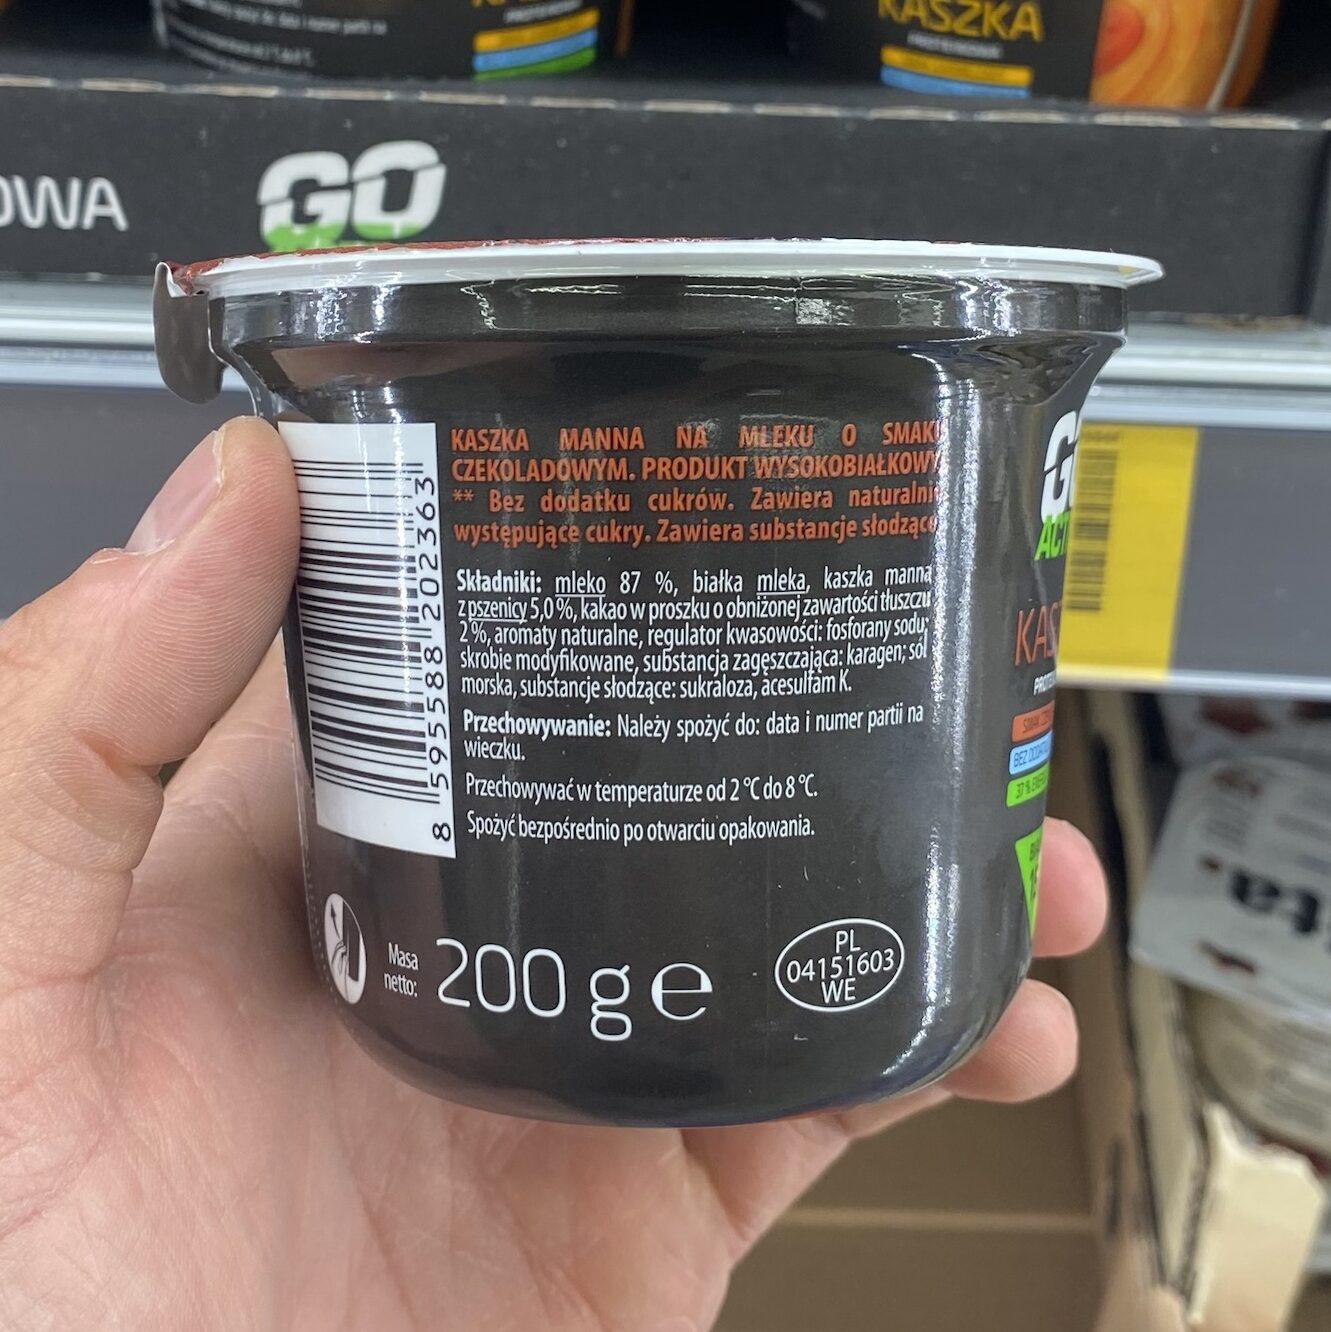 KASZKA
OWA
GO
KASZKA MANNA NA MLEKU O SMAKU
CZEKOLADOWYM. PRODUKT WYSOKOBIAŁKOWY.
** Bez dodatku cukrów. Zawiera naturalnie
występujące cukry. Zawiera substancje słodzące.
Składniki: mleko 87 %, białka mleka, kaszka manna
z pszenicy 5,0%, kakao w proszku o obniżonej zawartości tłuszczu
2%, aromaty naturalne, regulator kwasowości: fosforany sodu;
skrobie modyfikowane, substancja zagęszczająca: karagen; sól
morska, substancje słodzące: sukraloza, acesulfam K.
Przechowywanie: Należy spożyć do: data i numer partii na
wieczku.
Przechowywać w temperaturze od 2 °C do 8 °C.
Spożyć bezpośrednio po otwarciu opakowania.
8 595588 202363
Masa
netto: 200 g e
PL
04151603
WE
GO
ACT
KASZ